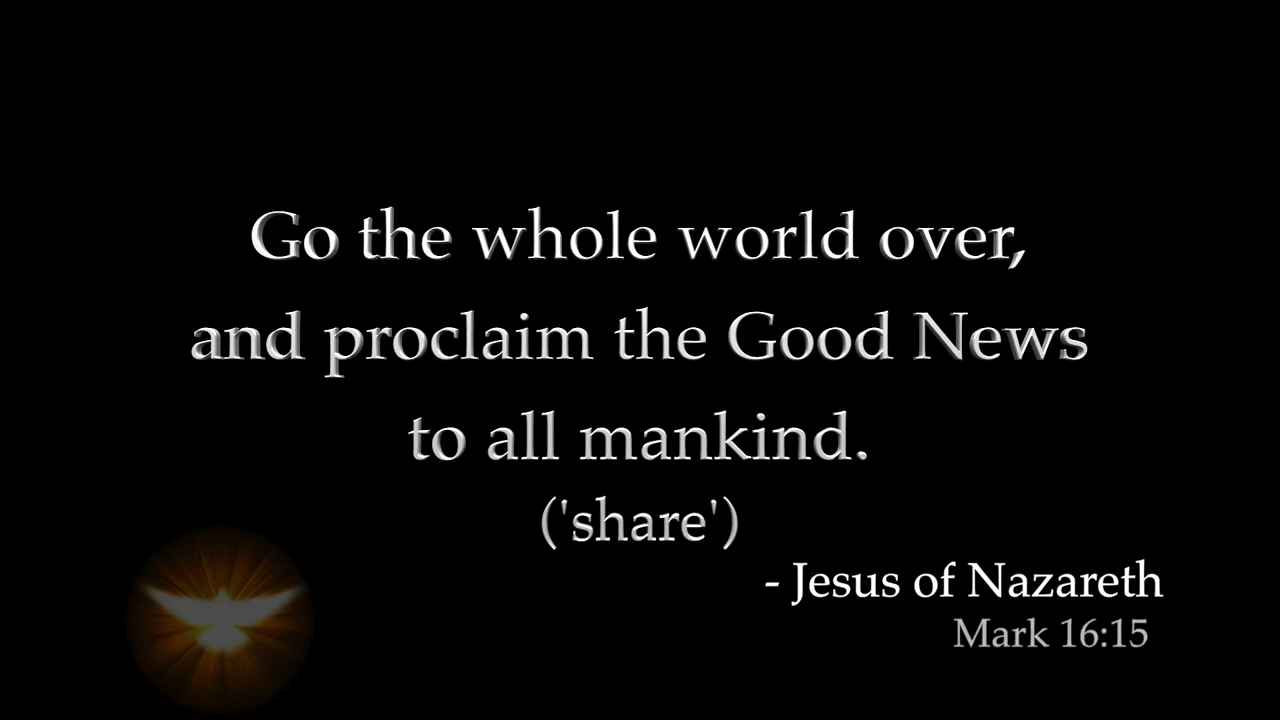 Go the whole world over,
and proclaim the Good News
to all mankind.
('share')
- Jesus of Nazareth
Mark 16:15